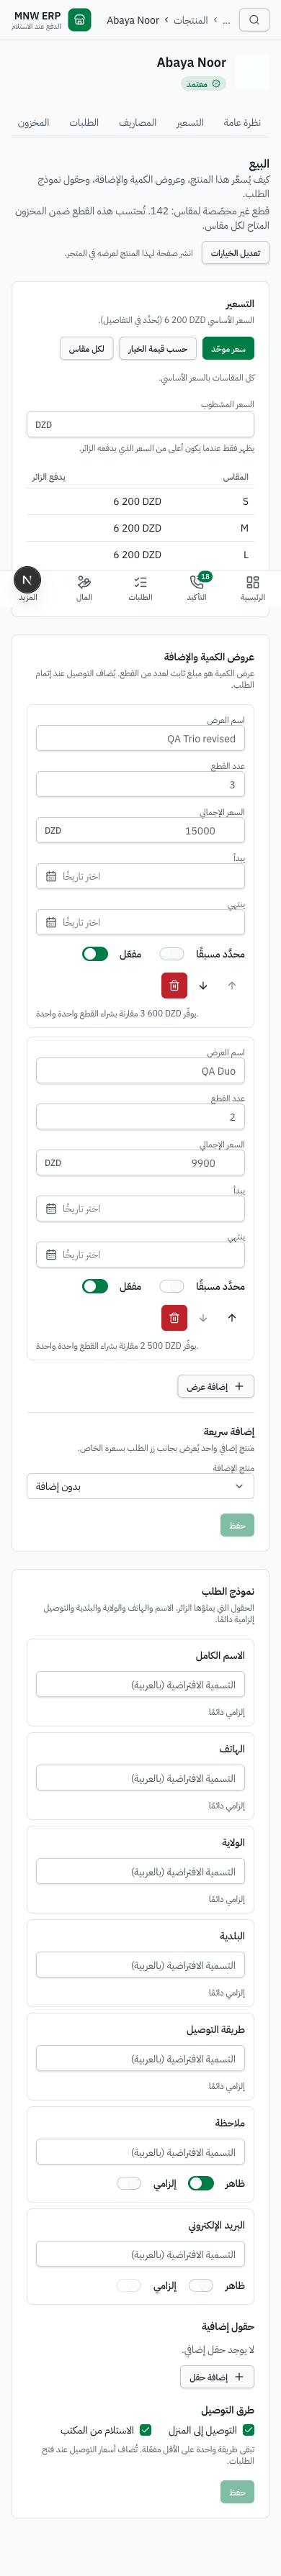 MNW ERP
الدفع عند الاستلام
... › المنتجات › Abaya Noor
Abaya Noor
معتمد
نظرة عامة
التسعير
المصاريف
الطلبات
المخزون
البيع
كيف يُسعَّر هذا المنتج، وعروض الكمية والإضافة، وحقول نموذج
الطلب.
قطع غير مخصّصة لمقاس: 142. تُحتسب هذه القطع ضمن المخزون
المتاح لكل مقاس.
تعديل الخيارات
انشر صفحة لهذا المنتج لعرضه في المتجر.
التسعير
السعر الأساسي 6 200 DZD (يُحدَّد في التفاصيل).
سعر موحّد
حسب قيمة الخيار
لكل مقاس
كل المقاسات بالسعر الأساسي.
السعر المشطوب
DZD
يظهر فقط عندما يكون أعلى من السعر الذي يدفعه الزائر.
المقاس
يدفع الزائر
S
6 200 DZD
M
6 200 DZD
L
6 200 DZD
الرئيسية
18
التأكيد
الطلبات
المال
المزيد
N
عروض الكمية والإضافة
عرض الكمية هو مبلغ ثابت لعدد من القطع. يُضاف التوصيل عند إتمام
الطلب.
اسم العرض
QA Trio revised
عدد القطع
3
السعر الإجمالي
15000
DZD
يبدأ
اختر تاريخًا
ينتهي
اختر تاريخًا
محدَّد مسبقًا
مفعّل
يوفّر 3 600 DZD مقارنة بشراء القطع واحدة واحدة.
اسم العرض
QA Duo
عدد القطع
2
السعر الإجمالي
9900
DZD
يبدأ
اختر تاريخًا
ينتهي
اختر تاريخًا
محدَّد مسبقًا
مفعّل
يوفّر 2 500 DZD مقارنة بشراء القطع واحدة واحدة.
إضافة عرض
إضافة سريعة
منتج إضافي واحد يُعرض بجانب زر الطلب بسعره الخاص.
منتج الإضافة
بدون إضافة
حفظ
نموذج الطلب
الحقول التي يملؤها الزائر. الاسم والهاتف والولاية والبلدية والتوصيل
إلزامية دائمًا.
الاسم الكامل
التسمية الافتراضية (بالعربية)
إلزامي دائمًا
الهاتف
التسمية الافتراضية (بالعربية)
إلزامي دائمًا
الولاية
التسمية الافتراضية (بالعربية)
إلزامي دائمًا
البلدية
التسمية الافتراضية (بالعربية)
إلزامي دائمًا
طريقة التوصيل
التسمية الافتراضية (بالعربية)
إلزامي دائمًا
ملاحظة
التسمية الافتراضية (بالعربية)
ظاهر
إلزامي
البريد الإلكتروني
التسمية الافتراضية (بالعربية)
ظاهر
إلزامي
حقول إضافية
لا يوجد حقل إضافي.
إضافة حقل
طرق التوصيل
التوصيل إلى المنزل
الاستلام من المكتب
تبقى طريقة واحدة على الأقل مفعّلة. تُضاف أسعار التوصيل عند فتح
الطلبات.
حفظ